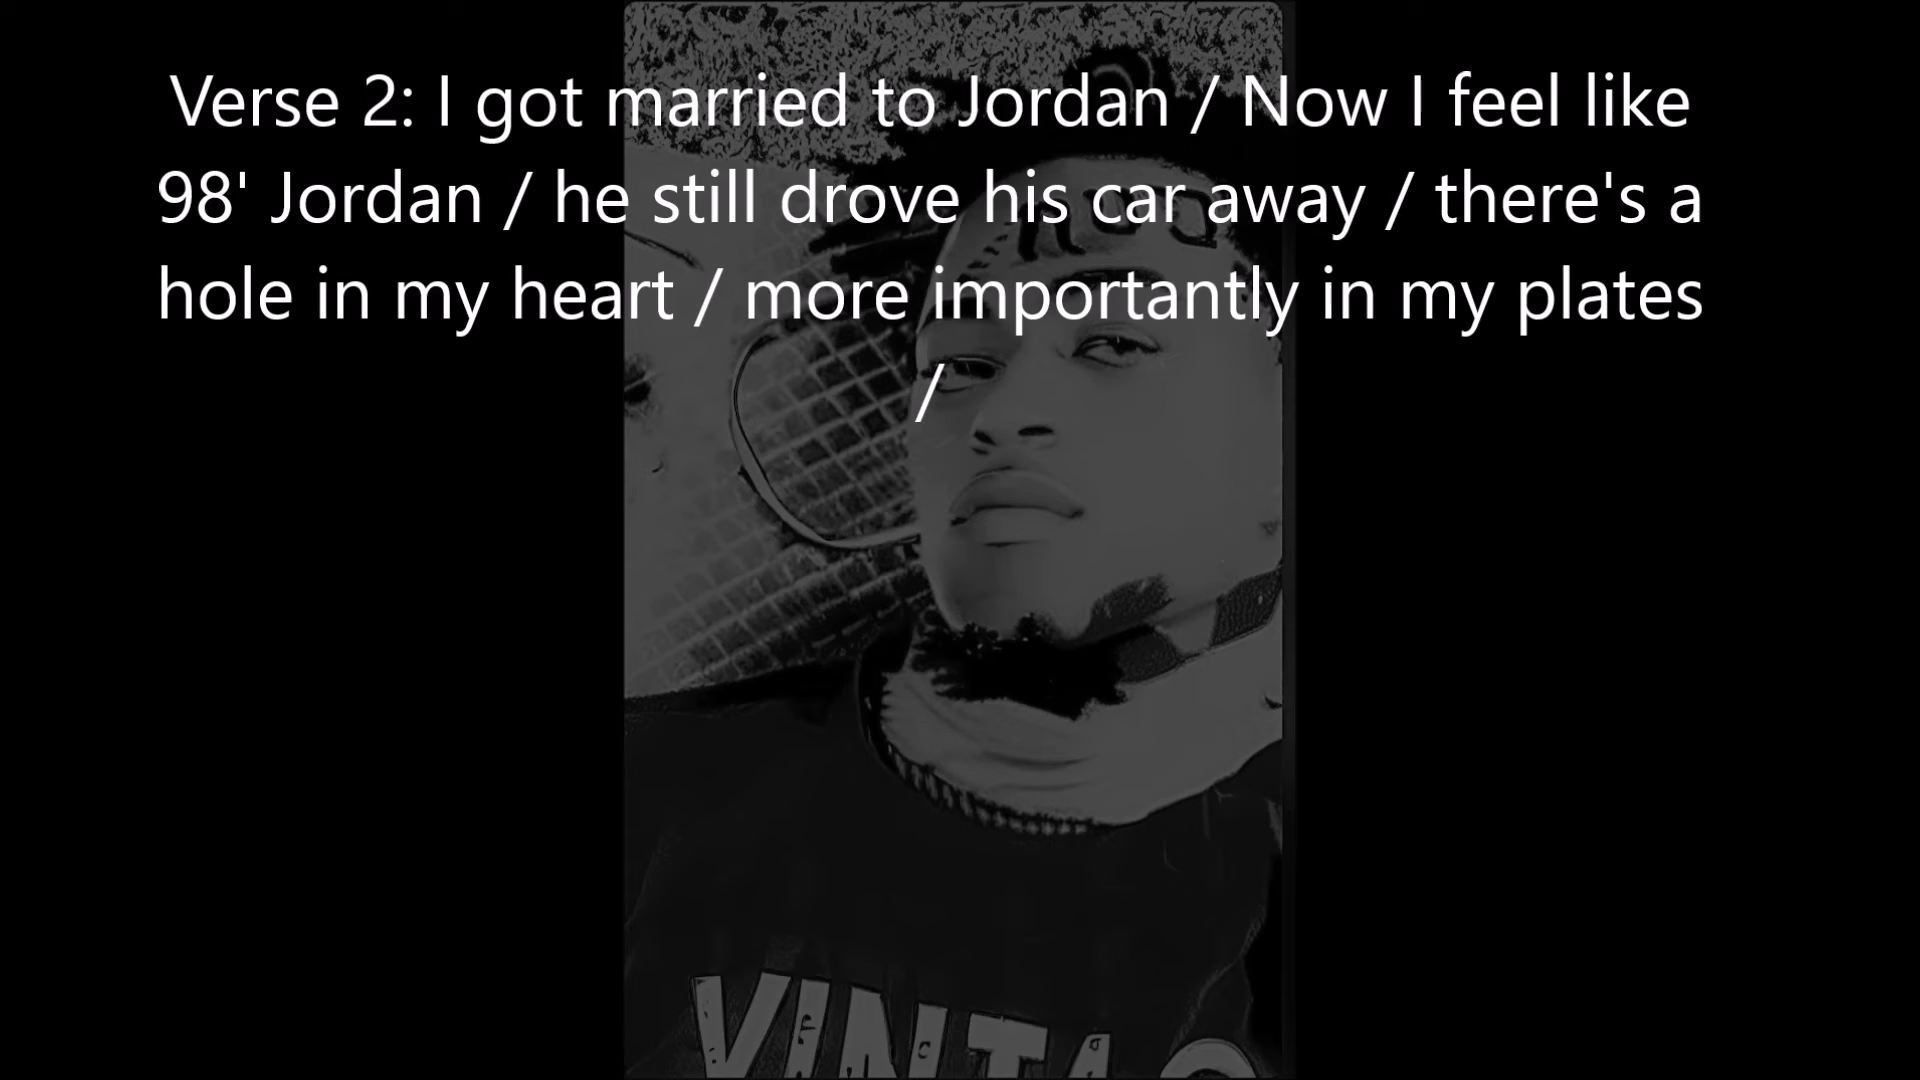 Verse 2: I got married to Jordan / Now I feel like
98' Jordan / he still drove his car away / there's a
hole in my heart / more importantly in my plates
/